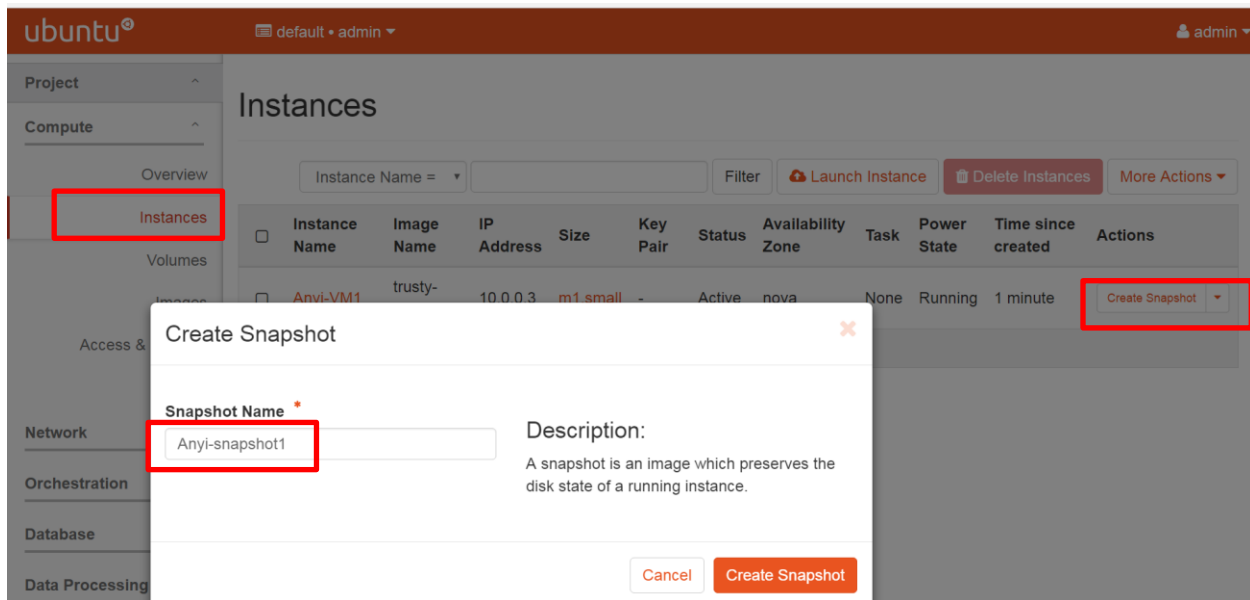 ubuntu®
default • admin
admin
Project
Compute
Overview
Instances
Volumes
Images
Access &
Network
Orchestration
Database
Data Processing
Instances
Instance Name =
Filter
Launch Instance
Delete Instances
More Actions
Instance Name
Image Name
IP Address
Size
Key Pair
Status
Availability Zone
Task
Power State
Time since created
Actions
Anyi-VM1
trusty-
10.0.0.3
m1.small
-
Active
nova
None
Running
1 minute
Create Snapshot
Create Snapshot
Snapshot Name *
Anyi-snapshot1
Description:
A snapshot is an image which preserves the
disk state of a running instance.
Cancel
Create Snapshot